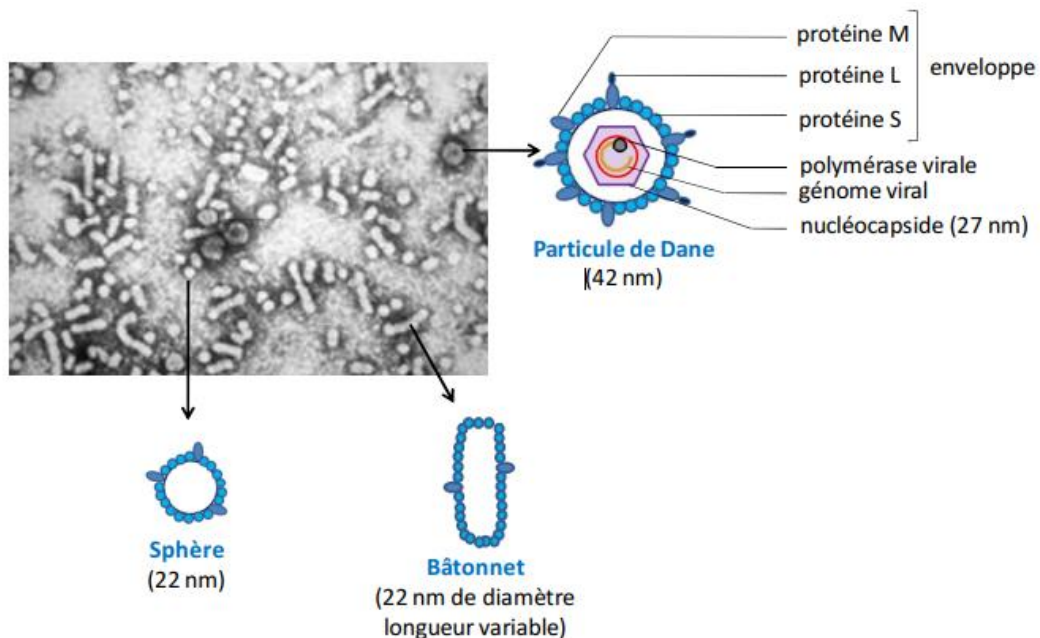 protéine M
protéine L
enveloppe
protéine S
polymérase virale
génome viral
nucléocapside (27 nm)
Particule de Dane
(42 nm)
Sphère
(22 nm)
Bâtonnet
(22 nm de diamètre
longueur variable)